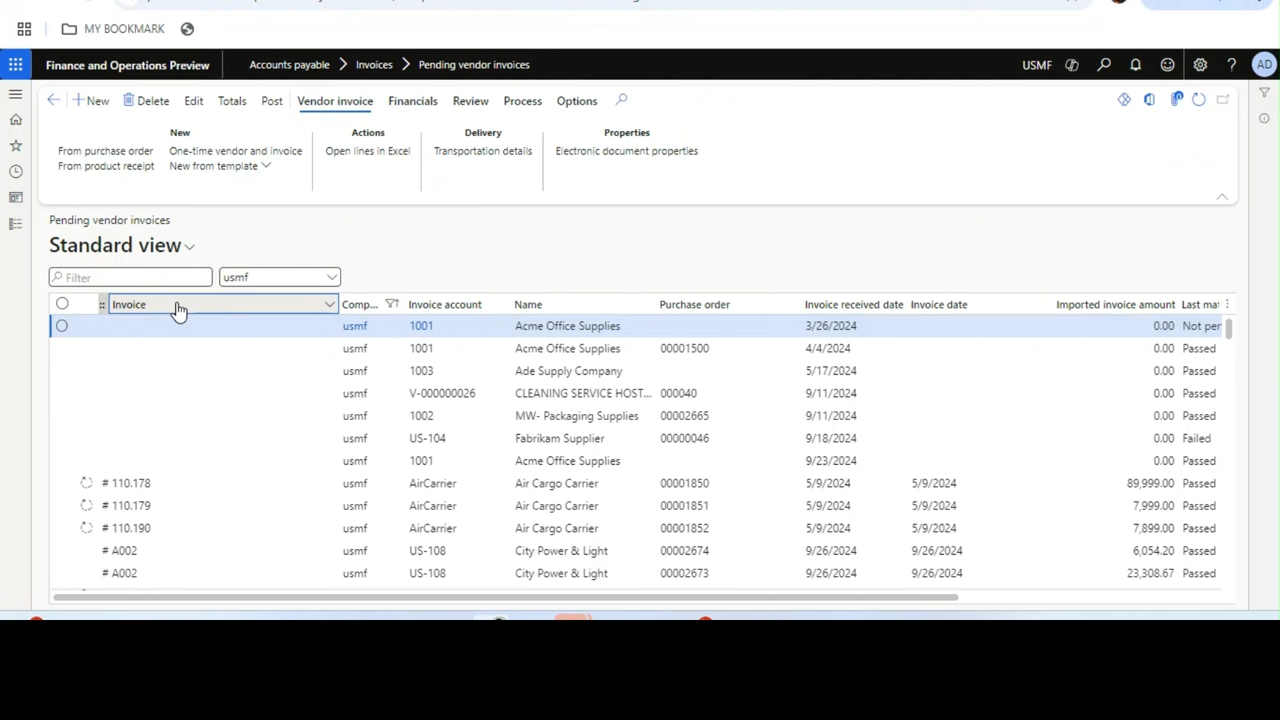 MY BOOKMARK
Finance and Operations Preview Accounts payable Invoices Pending vendor invoices USMF AD
New Delete Edit Totals Post Vendor invoice Financials Review Process Options
New Actions Delivery Properties
From purchase order One-time vendor and invoice Open lines in Excel Transportation details Electronic document properties
From product receipt New from template
Pending vendor invoices
Standard view
Filter usmf
Invoice Comp... Invoice account Name Purchase order Invoice received date Invoice date Imported invoice amount Last mat
usmf 1001 Acme Office Supplies 3/26/2024 0.00 Not per
usmf 1001 Acme Office Supplies 00001500 4/4/2024 0.00 Passed
usmf 1003 Ade Supply Company 5/17/2024 0.00 Passed
usmf V-000000026 CLEANING SERVICE HOST... 000040 9/11/2024 0.00 Passed
usmf 1002 MW- Packaging Supplies 00002665 9/11/2024 0.00 Passed
usmf US-104 Fabrikam Supplier 00000046 9/18/2024 0.00 Failed
usmf 1001 Acme Office Supplies 9/23/2024 0.00 Passed
# 110.178 usmf AirCarrier Air Cargo Carrier 00001850 5/9/2024 5/9/2024 89,999.00 Passed
# 110.179 usmf AirCarrier Air Cargo Carrier 00001851 5/9/2024 5/9/2024 7,999.00 Passed
# 110.190 usmf AirCarrier Air Cargo Carrier 00001852 5/9/2024 5/9/2024 7,899.00 Passed
# A002 usmf US-108 City Power & Light 00002674 9/26/2024 9/26/2024 6,054.20 Passed
# A002 usmf US-108 City Power & Light 00002673 9/26/2024 9/26/2024 23,308.67 Passed